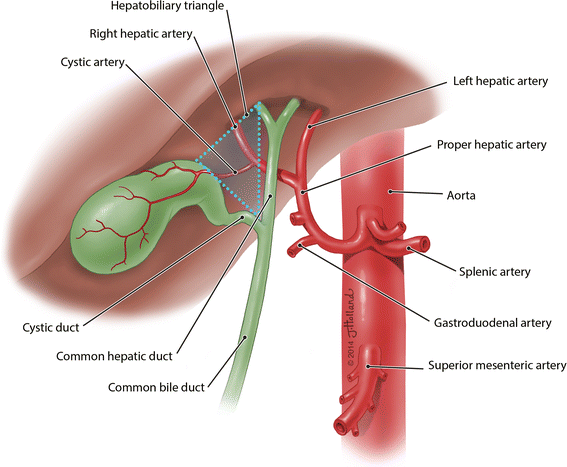 Hepatobiliary triangle
Right hepatic artery
Cystic artery
Left hepatic artery
Proper hepatic artery
Aorta
Splenic artery
Gastroduodenal artery
Superior mesenteric artery
Cystic duct
Common hepatic duct
Common bile duct
© 2014 JHolland